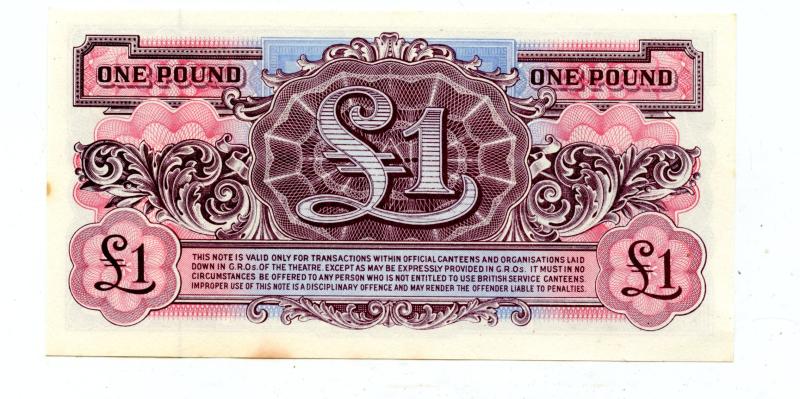 ONE POUND
ONE POUND
£1
£1
THIS NOTE IS VALID ONLY FOR TRANSACTIONS WITHIN OFFICIAL CANTEENS AND ORGANISATIONS LAID
DOWN IN G.R.Os. OF THE THEATRE. EXCEPT AS MAY BE EXPRESSLY PROVIDED IN G.R.Os. IT MUST IN NO
CIRCUMSTANCES BE OFFERED TO ANY PERSON WHO IS NOT ENTITLED TO USE BRITISH SERVICE CANTEENS.
IMPROPER USE OF THIS NOTE IS A DISCIPLINARY OFFENCE AND MAY RENDER THE OFFENDER LIABLE TO PENALTIES.
£1